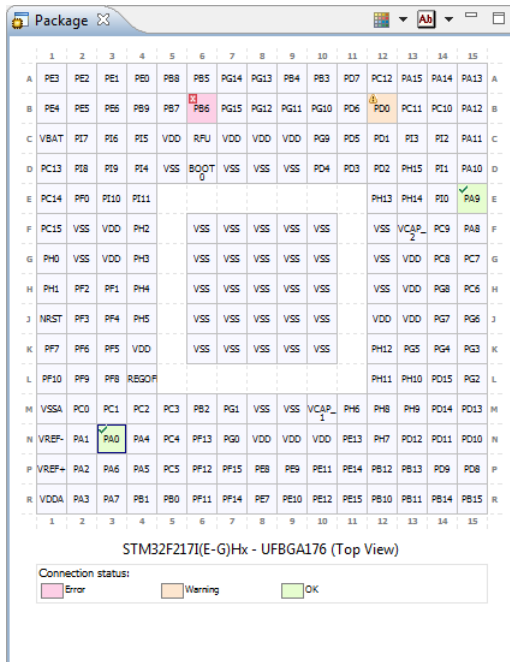 Package
Ab
1 2 3 4 5 6 7 8 9 10 11 12 13 14 15
A PE3 PE2 PE1 PE0 PB8 PB5 PG14 PG13 PB4 PB3 PD7 PC12 PA15 PA14 PA13 A
B PE4 PE5 PE6 PB9 PB7 PB6 PG15 PG12 PG11 PG10 PD6 PD0 PC11 PC10 PA12 B
C VBAT PI7 PI6 PI5 VDD RFU VDD VDD VDD PG9 PD5 PD1 PI3 PI2 PA11 C
D PC13 PI8 PI9 PI4 VSS BOOT0 VSS VSS VSS PD4 PD3 PD2 PH15 PI1 PA10 D
E PC14 PF0 PI10 PI11 PH13 PH14 PI0 PA9 E
F PC15 VSS VDD PH2 VSS VSS VSS VSS VSS VSS VCAP_2 PC9 PA8 F
G PH0 VSS VDD PH3 VSS VSS VSS VSS VSS VSS VDD PC8 PC7 G
H PH1 PF2 PF1 PH4 VSS VSS VSS VSS VSS VSS VDD PG8 PC6 H
J NRST PF3 PF4 PH5 VSS VSS VSS VSS VSS VDD VDD PG7 PG6 J
K PF7 PF6 PF5 VDD VSS VSS VSS VSS VSS PH12 PG5 PG4 PG3 K
L PF10 PF9 PF8 REGOF PH11 PH10 PD15 PG2 L
M VSSA PC0 PC1 PC2 PC3 PB2 PG1 VSS VSS VCAP_1 PH6 PH8 PH9 PD14 PD13 M
N VREF- PA1 PA0 PA4 PC4 PF13 PG0 VDD VDD VDD PE13 PH7 PD12 PD11 PD10 N
P VREF+ PA2 PA6 PA5 PC5 PF12 PF15 PE8 PE9 PE11 PE14 PB12 PB13 PD9 PD8 P
R VDDA PA3 PA7 PB1 PB0 PF11 PF14 PE7 PE10 PE12 PE15 PB10 PB11 PB14 PB15 R
1 2 3 4 5 6 7 8 9 10 11 12 13 14 15
STM32F217I(E-G)Hx - UFBGA176 (Top View)
Connection status:
Error Warning OK